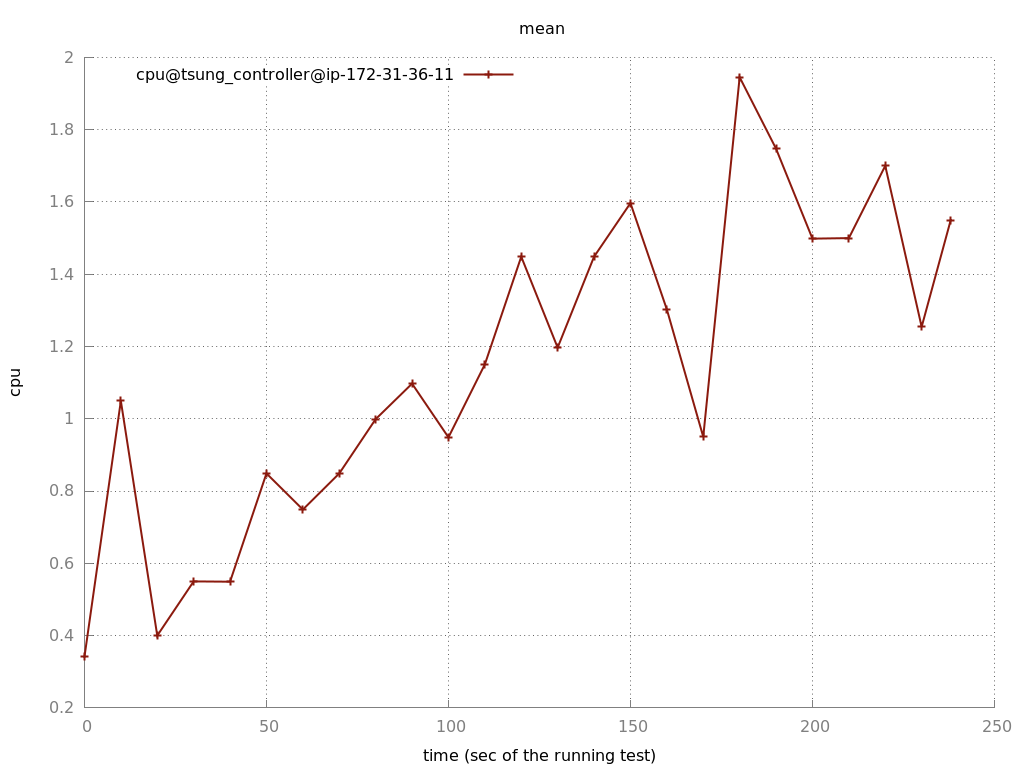 mean
cpu@tsung_controller@ip-172-31-36-11
2
1.8
1.6
1.4
1.2
1
0.8
0.6
0.4
0.2
cpu
0 50 100 150 200 250
time (sec of the running test)